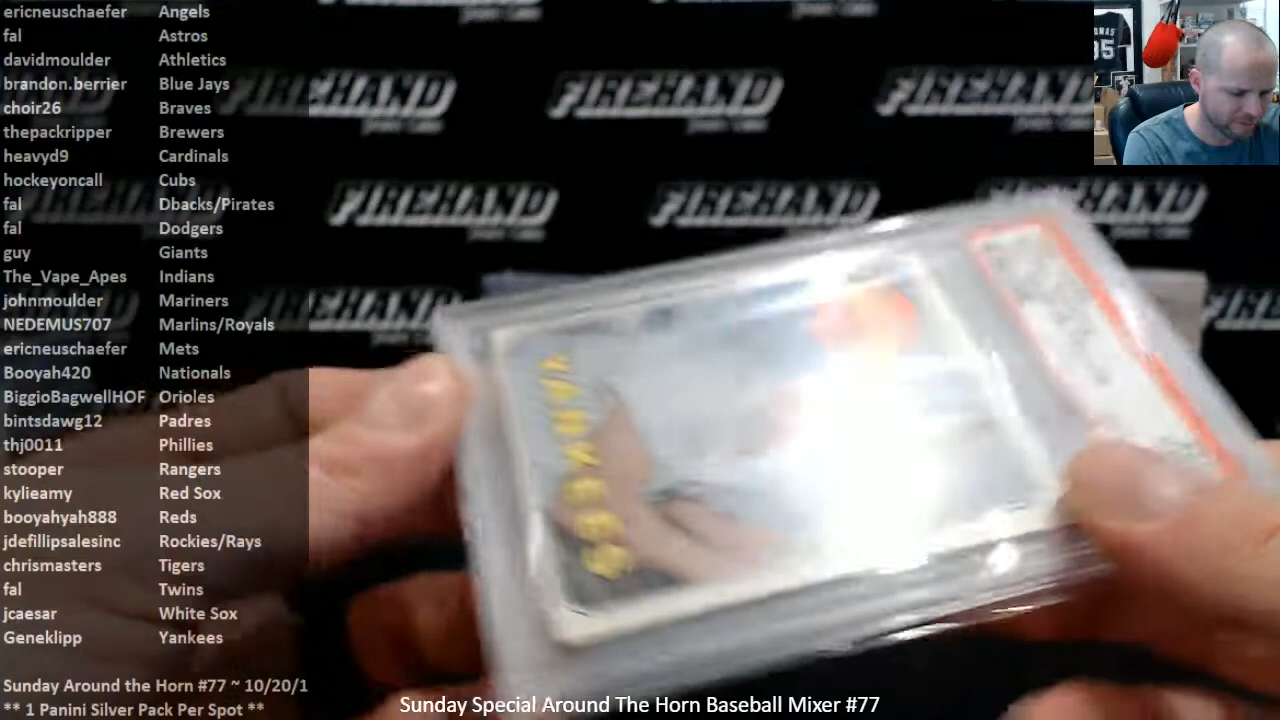 ericneuschaefer Angels
fal Astros
davidmoulder Athletics
brandon.berrier Blue Jays
choir26 Braves
thepackripper Brewers
heavyd9 Cardinals
hockeyoncall Cubs
fal Dbacks/Pirates
fal Dodgers
guy Giants
The_Vape_Apes Indians
johnmoulder Mariners
NEDEMUS707 Marlins/Royals
ericneuschaefer Mets
Booyah420 Nationals
BiggioBagwellHOF Orioles
bintsdawg12 Padres
thj0011 Phillies
stooper Rangers
kylieamy Red Sox
booyahyah888 Reds
jdefillipsalesinc Rockies/Rays
chrismasters Tigers
fal Twins
jcaesar White Sox
Geneklipp Yankees
Sunday Around the Horn #77 ~ 10/20/1
** 1 Panini Silver Pack Per Spot **
FIREHAND FIREHAND FIREHAND
FIREHAND FIREHAND FIREHAND
YANKEES
Sunday Special Around The Horn Baseball Mixer #77